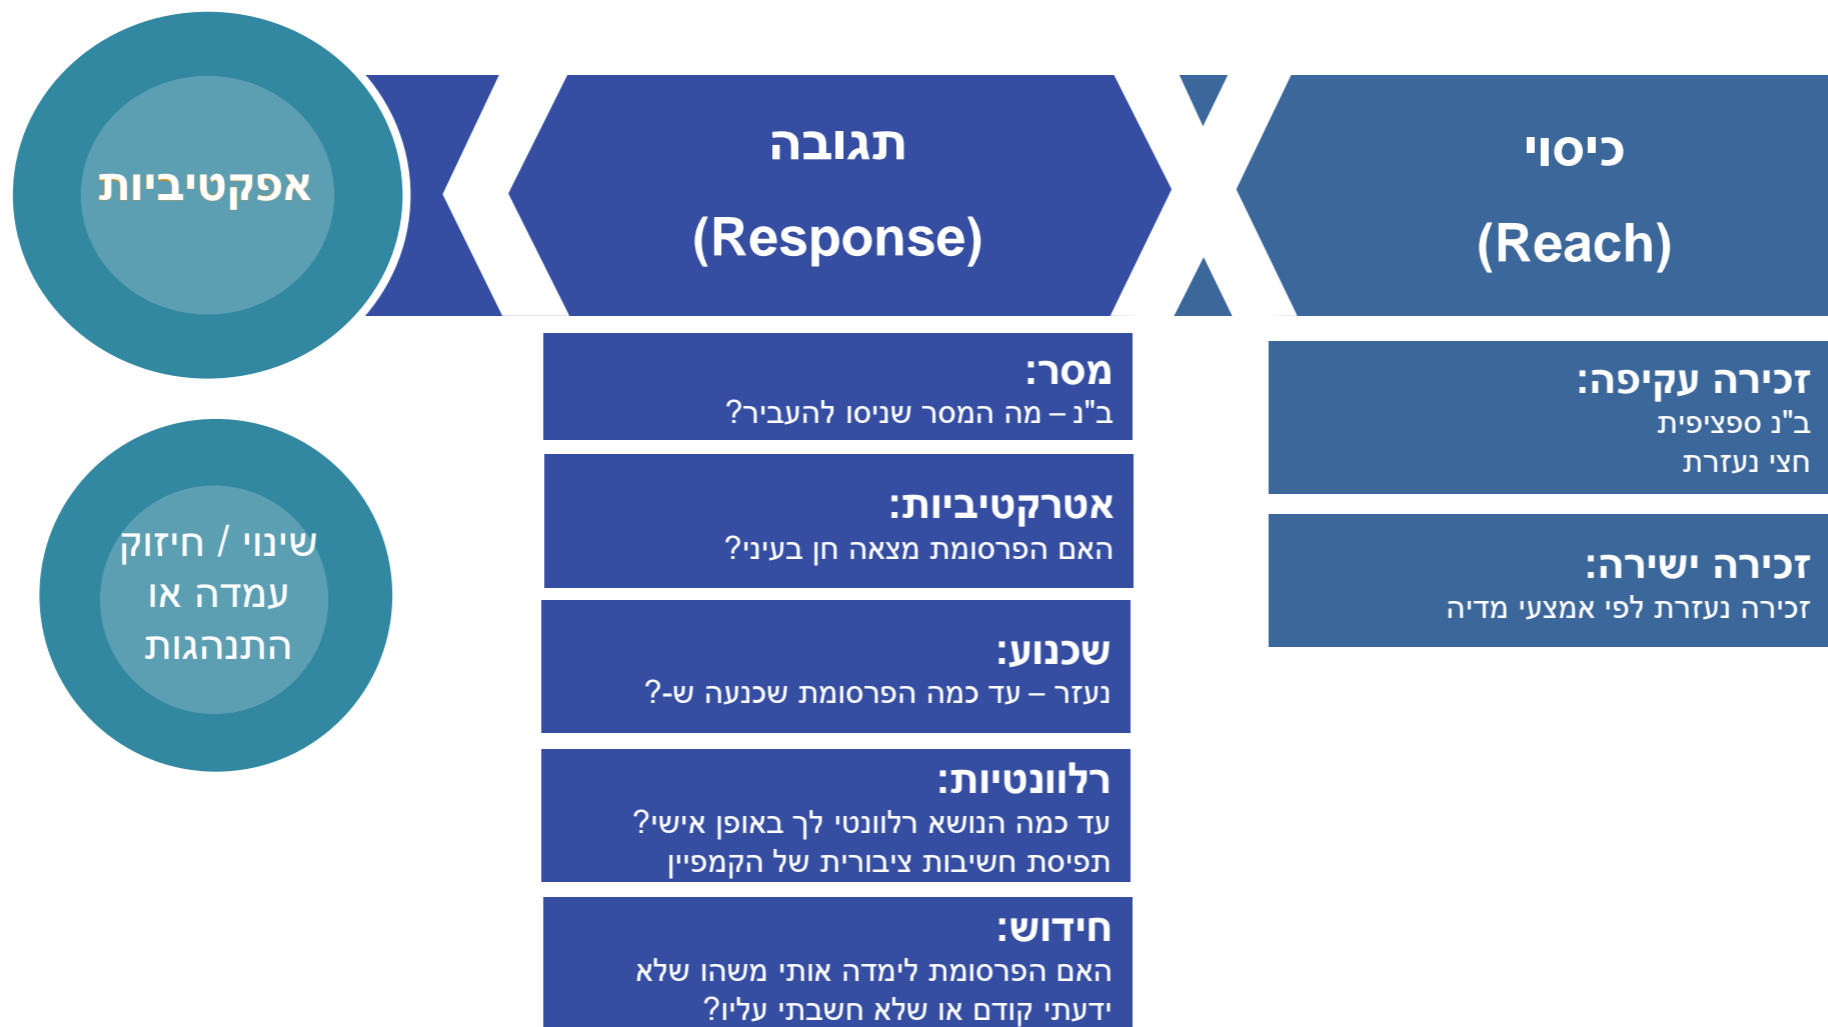 כיסוי
(Reach)
זכירה עקיפה:
ב"נ ספציפית
חצי נעזרת
זכירה ישירה:
זכירה נעזרת לפי אמצעי מדיה
תגובה
(Response)
מסר:
ב"נ – מה המסר שניסו להעביר?
אטרקטיביות:
האם הפרסומת מצאה חן בעיני?
שכנוע:
נעזר – עד כמה הפרסומת שכנעה ש-?
רלוונטיות:
עד כמה הנושא רלוונטי לך באופן אישי?
תפיסת חשיבות ציבורית של הקמפיין
חידוש:
האם הפרסומת לימדה אותי משהו שלא
ידעתי קודם או שלא חשבתי עליו?
אפקטיביות
שינוי / חיזוק
עמדה או
התנהגות